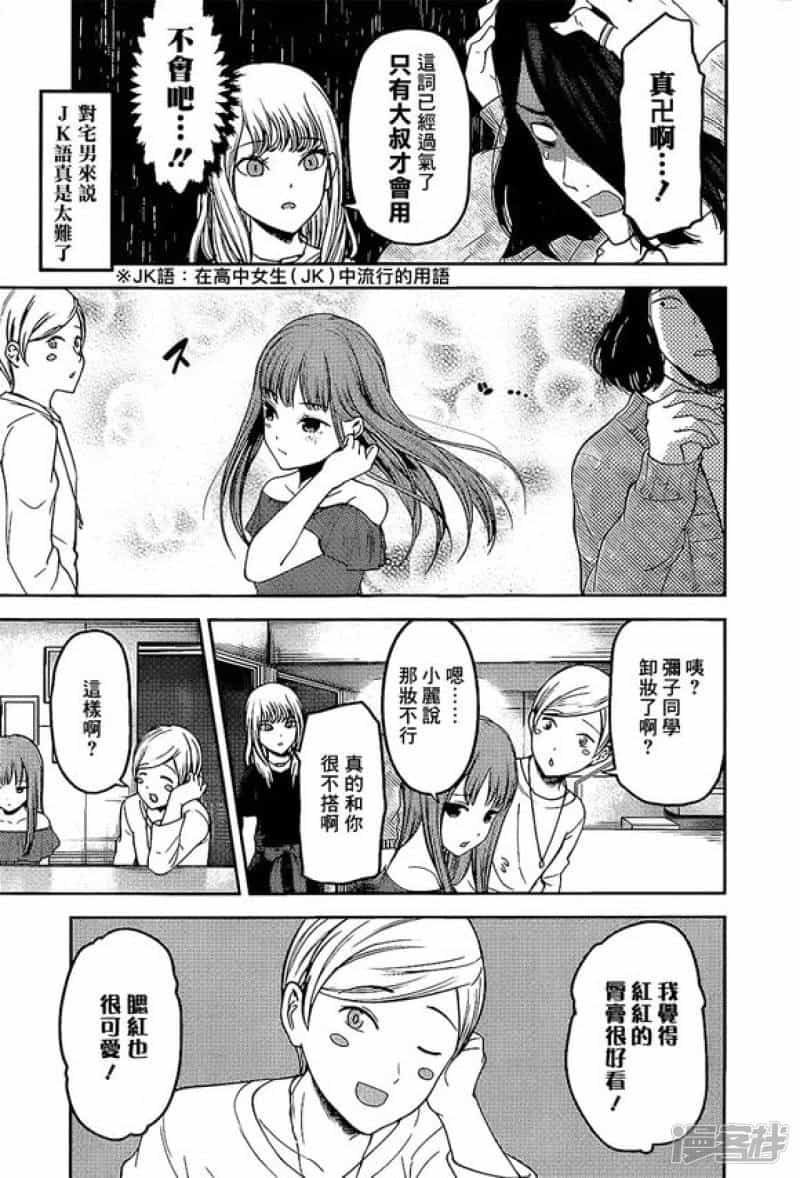 真卍啊…！
這詞已經過氣了
只有大叔才會用
不會吧…!!
對宅男來説
JK語真是太難了
※JK語：在高中女生（JK）中流行的用語
…
ス
咦？
彌子同學
卸妝了啊？
嗯……
小麗說
那妝不行
真的和你
很不搭啊
這樣啊？
我覺得
紅紅的
唇膏很好看！
腮紅也
很可愛！
漫客栈